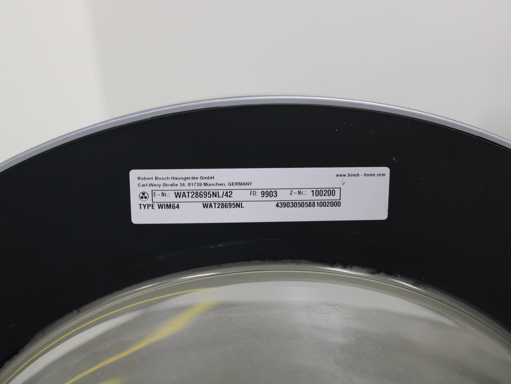 Robert Bosch Hausgeräte GmbH www.bosch-home.com
Carl-Wery-Straße 34, 81739 München, GERMANY
E-Nr.: WAT28695NL/42 FD: 9903 Z-Nr.: 100200
TYPE WIM64 WAT28695NL 439030505881002000